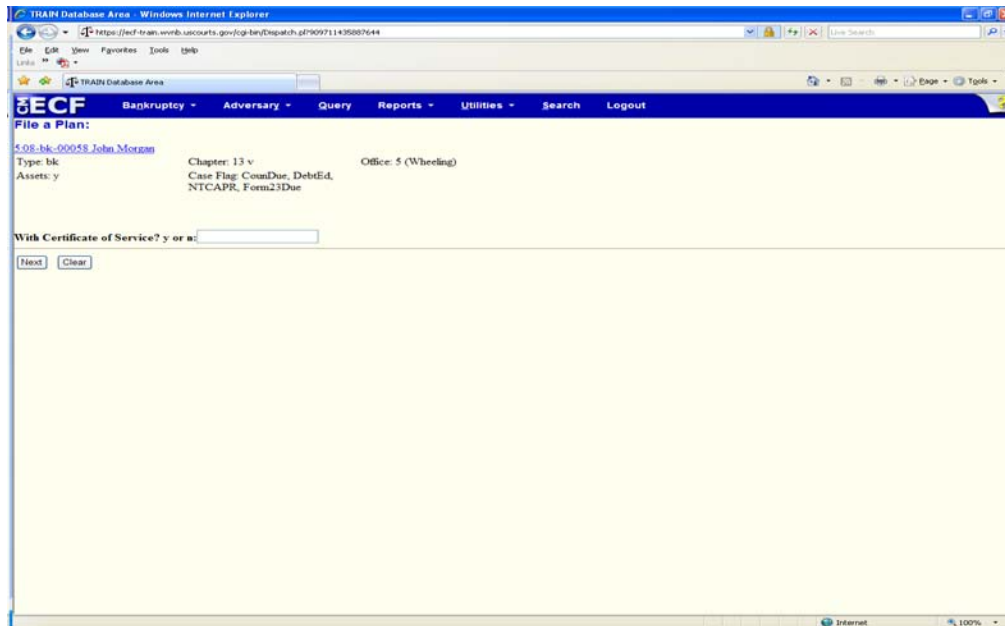 TRAIN Database Area - Windows Internet Explorer
https://ecf-train.wvnb.uscourts.gov/cgi-bin/Dispatch.pl?909711435887644
Live Search
File Edit View Favorites Tools Help
Links
TRAIN Database Area
Page Tools
CM ECF Bankruptcy Adversary Query Reports Utilities Search Logout ?
File a Plan:
5:08-bk-00058 John Morgan
Type: bk Chapter: 13 v Office: 5 (Wheeling)
Assets: y Case Flag: CounDue, DebtEd,
NTCAPR, Form23Due
With Certificate of Service? y or n:
Next Clear
Internet 100%